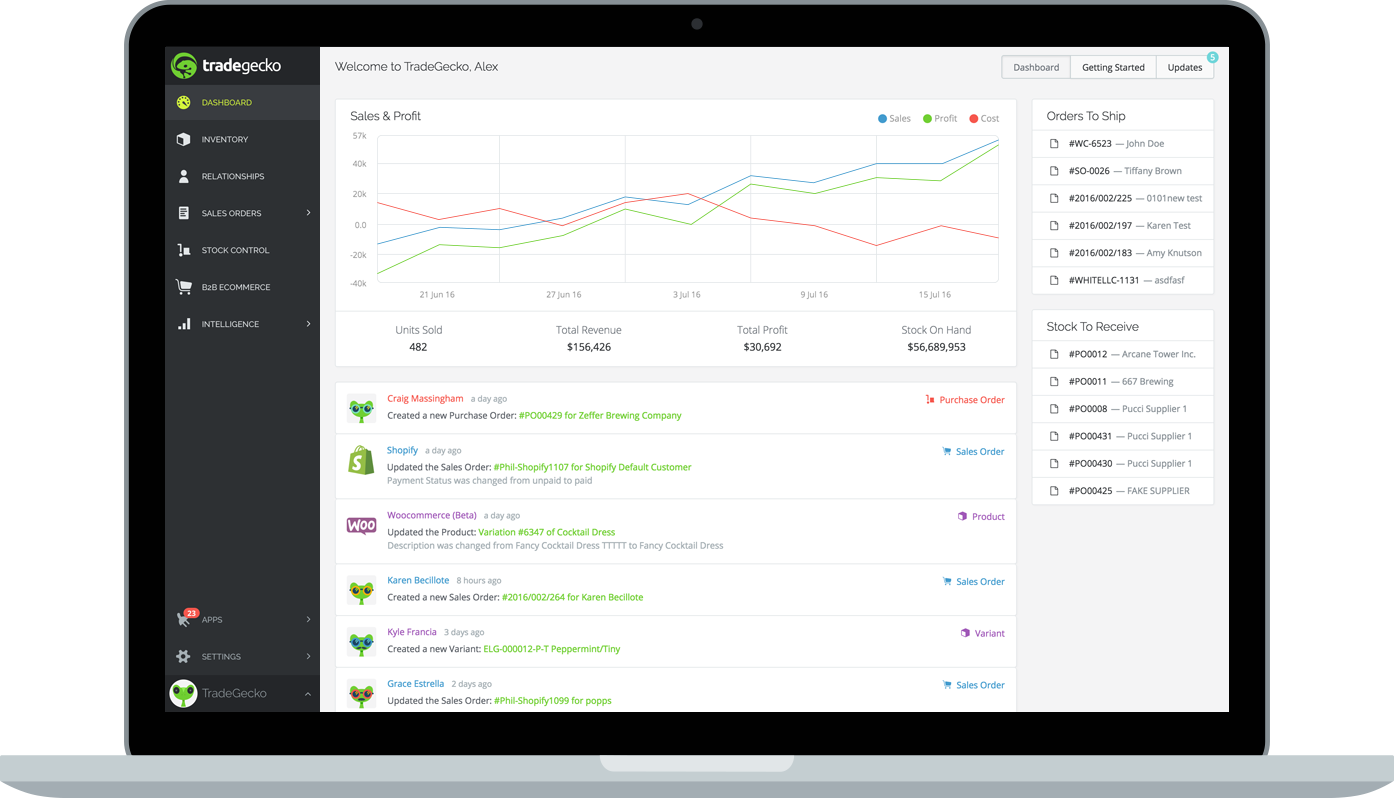 tradegecko
DASHBOARD
INVENTORY
RELATIONSHIPS
SALES ORDERS
STOCK CONTROL
B2B ECOMMERCE
INTELLIGENCE
23
APPS
SETTINGS
TradeGecko
Welcome to TradeGecko, Alex
Dashboard
Getting Started
Updates
5
Sales & Profit
Sales Profit Cost
57k
40k
20k
0.0
-20k
-40k
21 Jun 16 27 Jun 16 3 Jul 16 9 Jul 16 15 Jul 16
Units Sold
482
Total Revenue
$156,426
Total Profit
$30,692
Stock On Hand
$56,689,953
Craig Massingham a day ago
Purchase Order
Created a new Purchase Order: #PO00429 for Zeffer Brewing Company
Shopify a day ago
Sales Order
Updated the Sales Order: #Phil-Shopify1107 for Shopify Default Customer
Payment Status was changed from unpaid to paid
WOO
Woocommerce (Beta) a day ago
Product
Updated the Product: Variation #6347 of Cocktail Dress
Description was changed from Fancy Cocktail Dress TTTTT to Fancy Cocktail Dress
Karen Becillote 8 hours ago
Sales Order
Created a new Sales Order: #2016/002/264 for Karen Becillote
Kyle Francia 3 days ago
Variant
Created a new Variant: ELG-000012-P-T Peppermint/Tiny
Grace Estrella 2 days ago
Sales Order
Updated the Sales Order: #Phil-Shopify1099 for popps
Orders To Ship
#WC-6523 — John Doe
#SO-0026 — Tiffany Brown
#2016/002/225 — 0101new test
#2016/002/197 — Karen Test
#2016/002/183 — Amy Knutson
#WHITELLC-1131 — asdfasf
Stock To Receive
#PO0012 — Arcane Tower Inc.
#PO0011 — 667 Brewing
#PO0008 — Pucci Supplier 1
#PO00431 — Pucci Supplier 1
#PO00430 — Pucci Supplier 1
#PO00425 — FAKE SUPPLIER